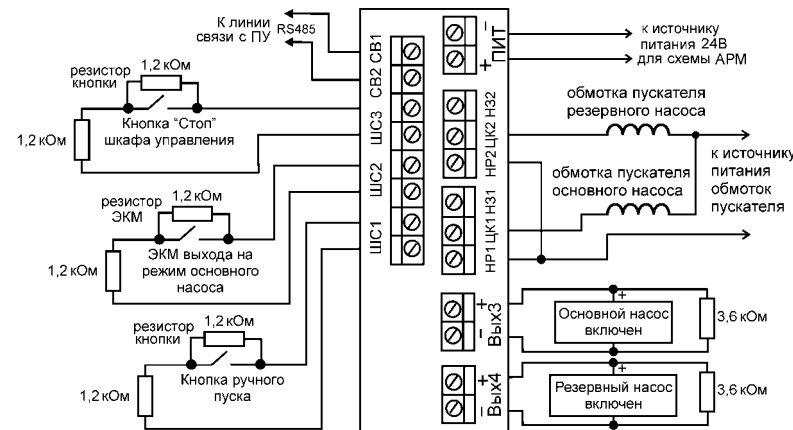 К линии
связи с ПУ
RS485
1,2 кОм
резистор
кнопки
Кнопка “Стоп”
шкафа управления
1,2 кОм
1,2 кОм
резистор
ЭКМ
ЭКМ выхода на
режим основного
насоса
1,2 кОм
1,2 кОм
резистор
кнопки
Кнопка ручного
пуска
1,2 кОм
СВ1
СВ2
ШС3
ШС2
ШС1
– ПИТ +
НЗ2
ЦК2
НР2
НЗ1
ЦК1
НР1
+ Вых3 –
+ Вых4 –
к источнику
питания 24В
для схемы АРМ
обмотка пускателя
резервного насоса
обмотка пускателя
основного насоса
к источнику
питания
обмоток
пускателя
+
Основной насос
включен
3,6 кОм
+
Резервный насос
включен
3,6 кОм